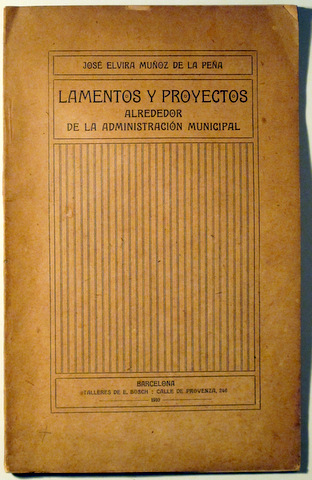 JOSÉ ELVIRA MUÑOZ DE LA PEÑA
LAMENTOS Y PROYECTOS
ALREDEDOR
DE LA ADMINISTRACIÓN MUNICIPAL
BARCELONA
TALLERES DE E. BOSCH : CALLE DE PROVENZA,
1907